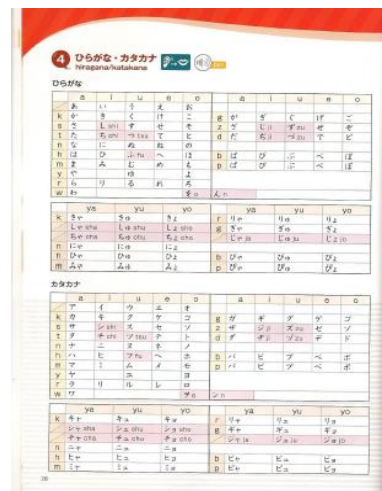 4 ひらがな・カタカナ
hiragana/katakana
ひらがな
a i u e o
あ い う え お
k か き く け こ g が ぎ ぐ げ ご
s さ し shi す せ そ z ざ じ ji ず zu ぜ ぞ
t た ち chi つ tsu て と d だ ぢ ji づ zu で ど
n な に ぬ ね の
h は ひ ふ fu へ ほ b ば び ぶ べ ぼ
m ま み む め も p ぱ ぴ ぷ ぺ ぽ
y や ゆ よ
r ら り る れ ろ
w わ を o ん n
ya yu yo ya yu yo
k きゃ きゅ きょ r りゃ りゅ りょ
しゃ sha しゅ shu しょ sho g ぎゃ ぎゅ ぎょ
ちゃ cha ちゅ chu ちょ cho じゃ ja じゅ ju じょ jo
n にゃ にゅ にょ
h ひゃ ひゅ ひょ b びゃ びゅ びょ
m みゃ みゅ みょ p ぴゃ ぴゅ ぴょ
カタカナ
a i u e o a i u e o
ア イ ウ エ オ
k カ キ ク ケ コ g ガ ギ グ ゲ ゴ
s サ シ shi ス セ ソ z ザ ジ ji ズ zu ゼ ゾ
t タ チ chi ツ tsu テ ト d ダ ヂ ji ヅ zu デ ド
n ナ ニ ヌ ネ ノ
h ハ ヒ フ fu ヘ ホ b バ ビ ブ ベ ボ
m マ ミ ム メ モ p パ ピ プ ペ ポ
y ヤ ユ ヨ
r ラ リ ル レ ロ
w ワ ヲ o ン n
ya yu yo ya yu yo
k キャ キュ キョ r リャ リュ リョ
シャ sha シュ shu ショ sho g ギャ ギュ ギョ
チャ cha チュ chu チョ cho ジャ ja ジュ ju ジョ jo
n ニャ ニュ ニョ
h ヒャ ヒュ ヒョ b ビャ ビュ ビョ
m ミャ ミュ ミョ p ピャ ピュ ピョ